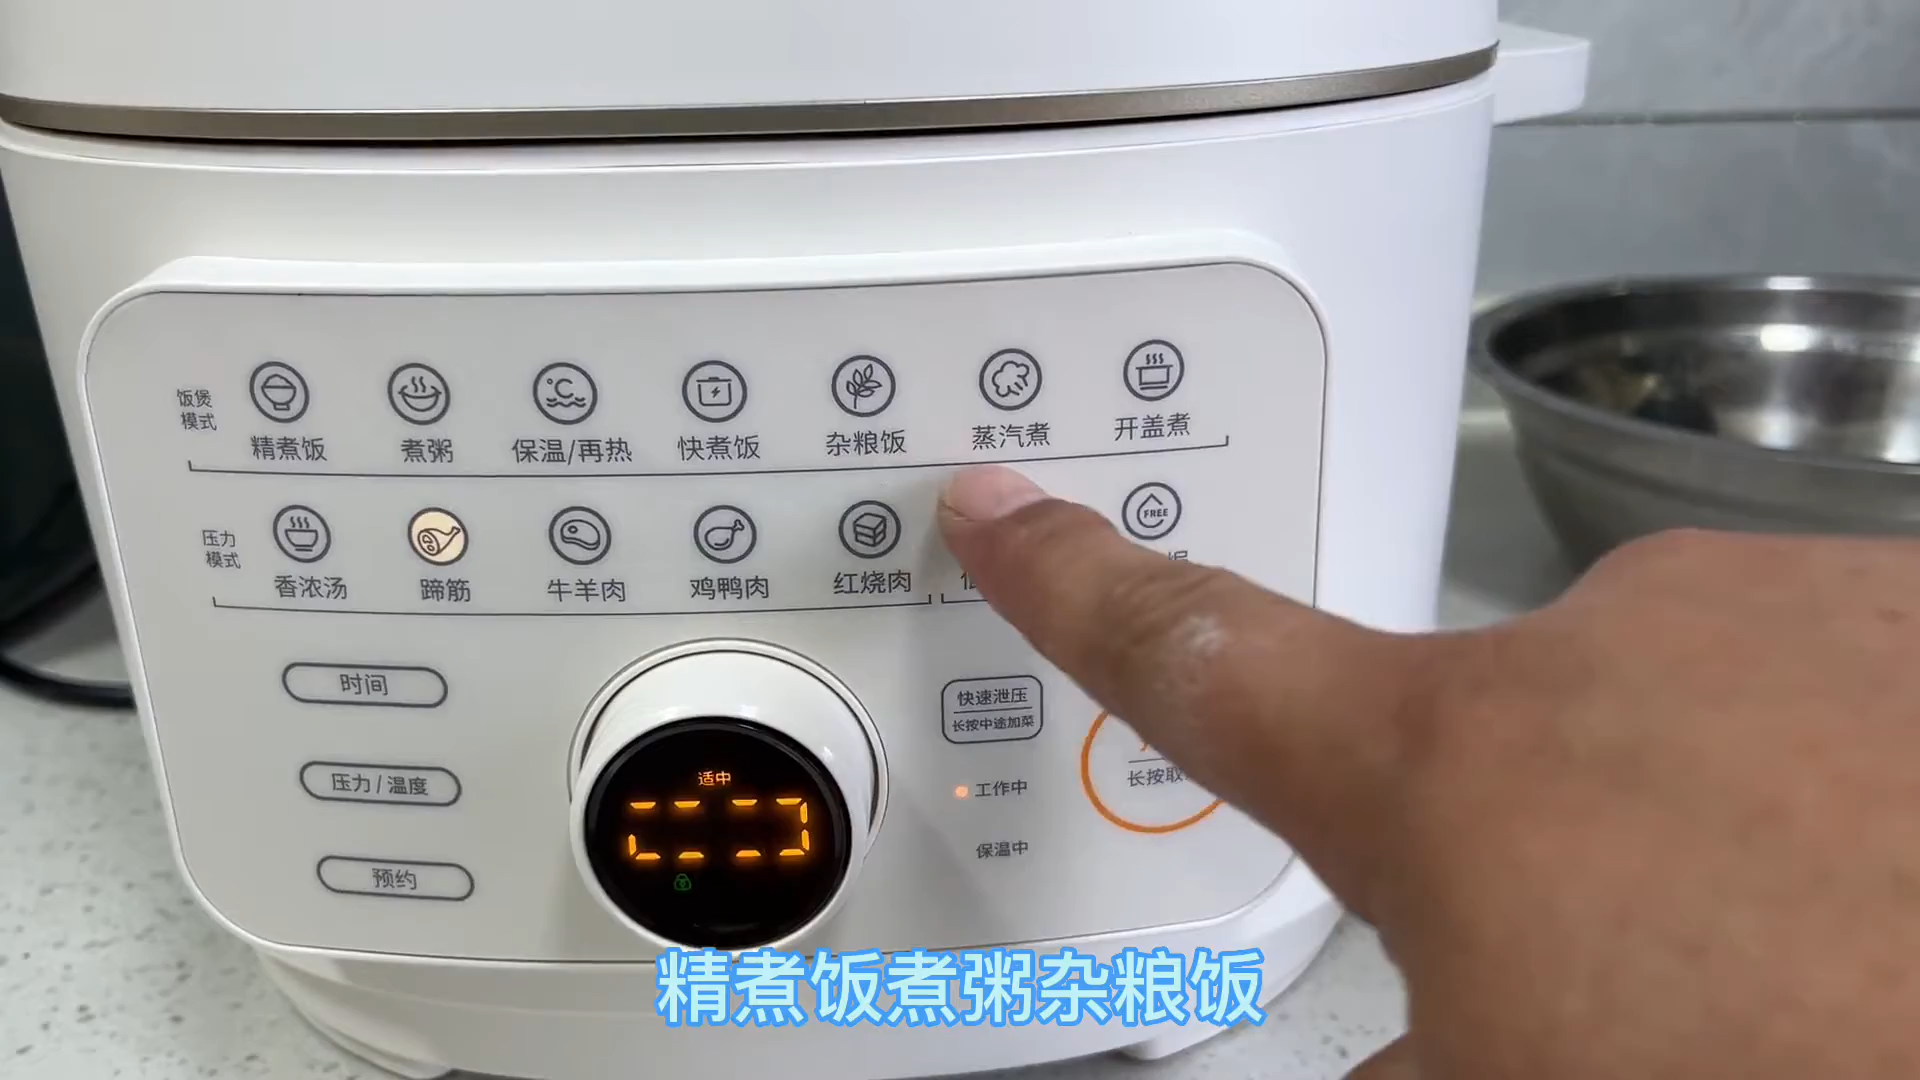 饭煲
模式
精煮饭
煮粥
保温/再热
快煮饭
杂粮饭
蒸汽煮
开盖煮
FREE
压力
模式
香浓汤
蹄筋
牛羊肉
鸡鸭肉
红烧肉
时间
压力/温度
预约
适中
快速泄压
长按中途加菜
工作中
保温中
长按取
精煮饭煮粥杂粮饭